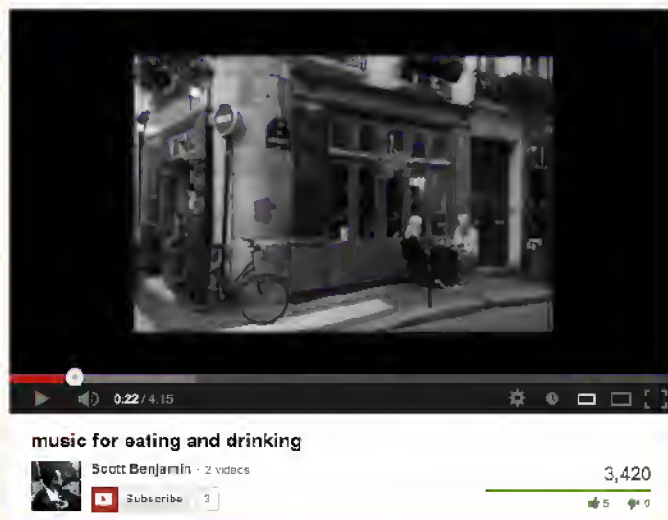 0:22 / 4:15
music for eating and drinking
Scott Benjamin · 2 videos
3,420
Subscribe 3
5 0